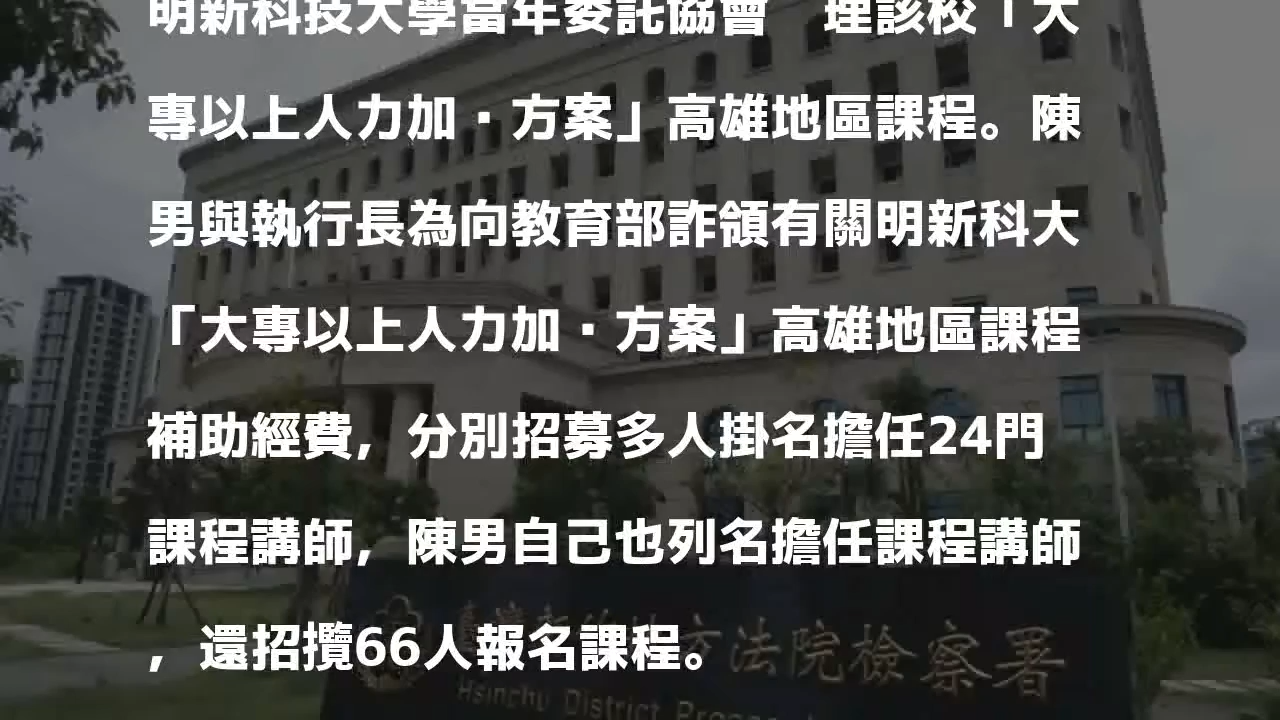 明新科技大學當年委託協會 理該校「大
專以上人力加·方案」高雄地區課程。陳
男與執行長為向教育部詐領有關明新科大
「大專以上人力加·方案」高雄地區課程
補助經費，分別招募多人掛名擔任24門
課程講師，陳男自己也列名擔任課程講師
，還招攬66人報名課程。
方法院檢察署
Hsinchu District